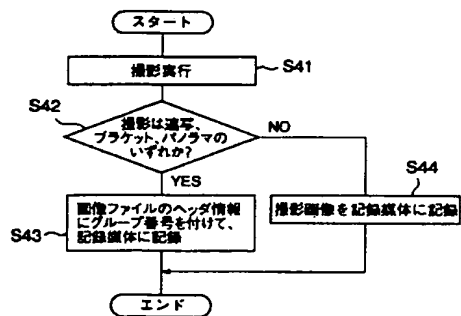 スタート
撮影実行
S41
S42
撮影は連写、
ブラケット、パノラマの
いずれか?
NO
YES
S44
撮影画像を記録媒体に記録
画像ファイルのヘッダ情報
にグループ番号を付けて、
記録媒体に記録
S43
エンド